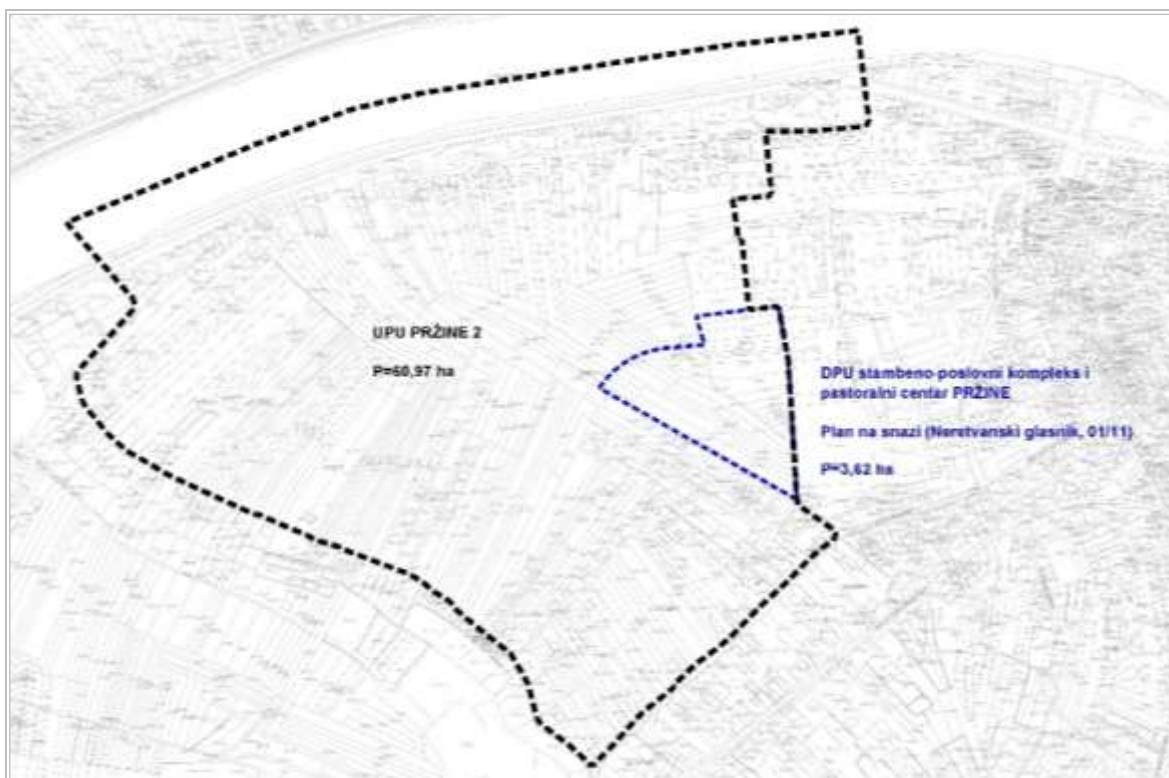 UPU PRŽINE 2
P=60,97 ha
DPU stambeno poslovni kompleks i
pastoralni centar PRŽINE
Plan na snazi (Neretvanski glasnik, 01/11)
P=3,62 ha